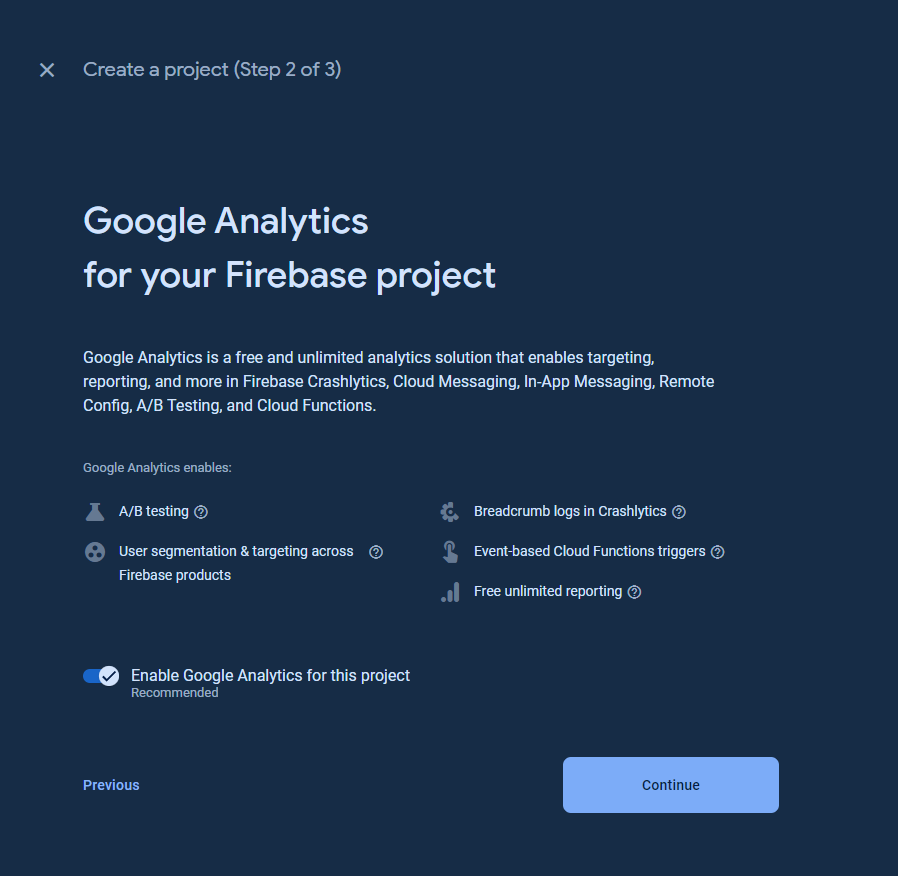 Create a project (Step 2 of 3)
Google Analytics
for your Firebase project
Google Analytics is a free and unlimited analytics solution that enables targeting,
reporting, and more in Firebase Crashlytics, Cloud Messaging, In-App Messaging, Remote
Config, A/B Testing, and Cloud Functions.
Google Analytics enables:
A/B testing
User segmentation & targeting across
Firebase products
Breadcrumb logs in Crashlytics
Event-based Cloud Functions triggers
Free unlimited reporting
Enable Google Analytics for this project
Recommended
Previous
Continue